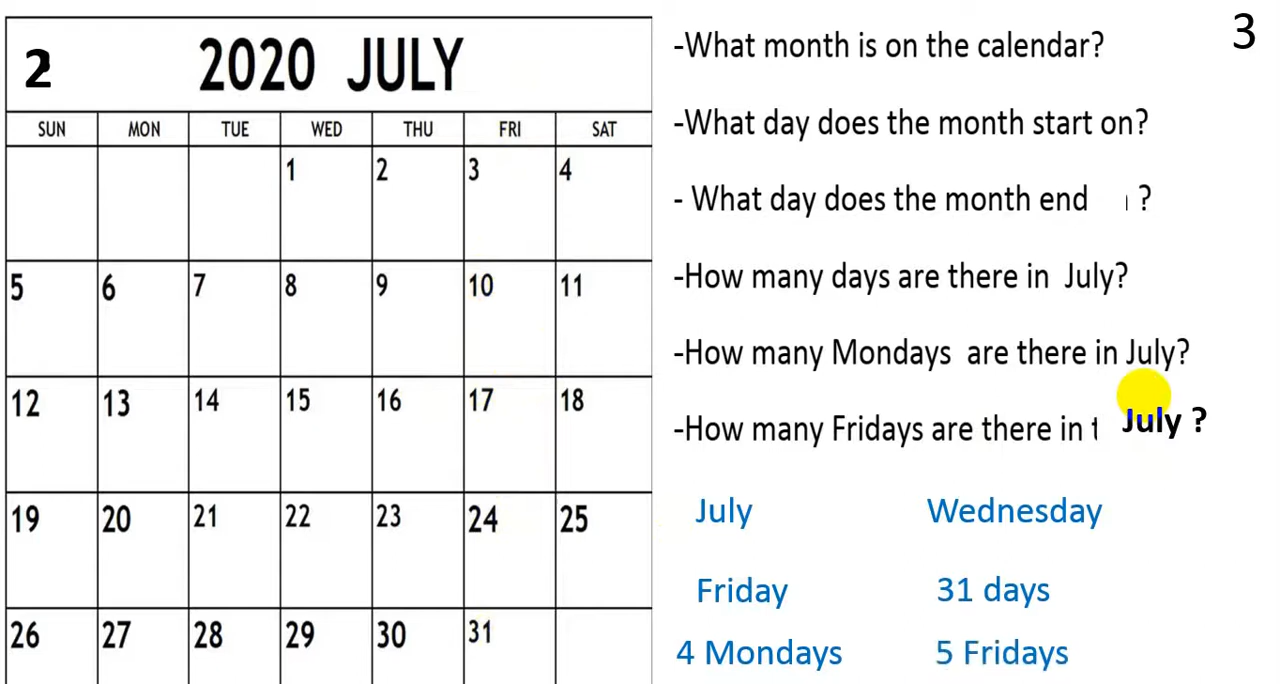 2 2020 JULY
SUN MON TUE WED THU FRI SAT
1 2 3 4
5 6 7 8 9 10 11
12 13 14 15 16 17 18
19 20 21 22 23 24 25
26 27 28 29 30 31
3
-What month is on the calendar?
-What day does the month start on?
- What day does the month end ?
-How many days are there in July?
-How many Mondays are there in July?
-How many Fridays are there in t July ?
July Wednesday
Friday 31 days
4 Mondays 5 Fridays